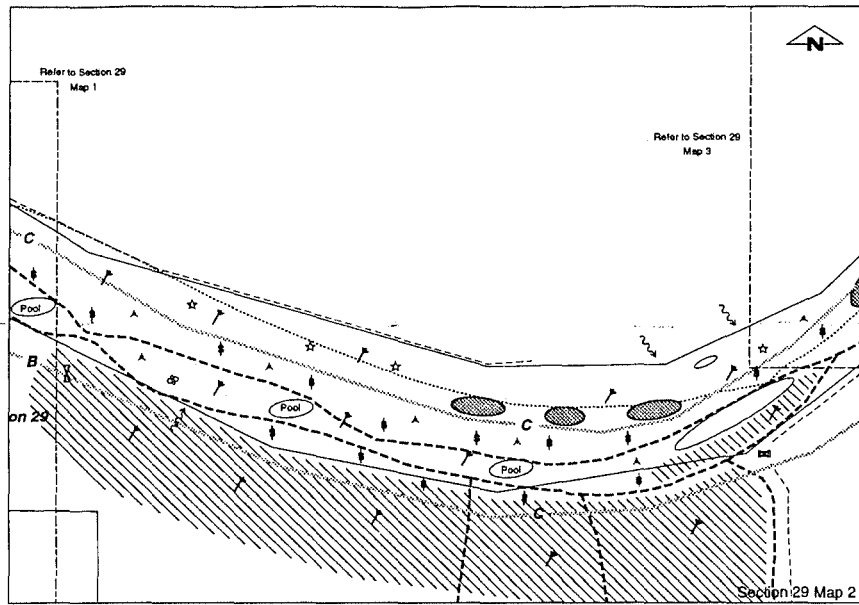 N
Refer to Section 29
Map 1
Refer to Section 29
Map 3
C
Pool
B
on 29
Pool
C
Pool
C
Section 29 Map 2